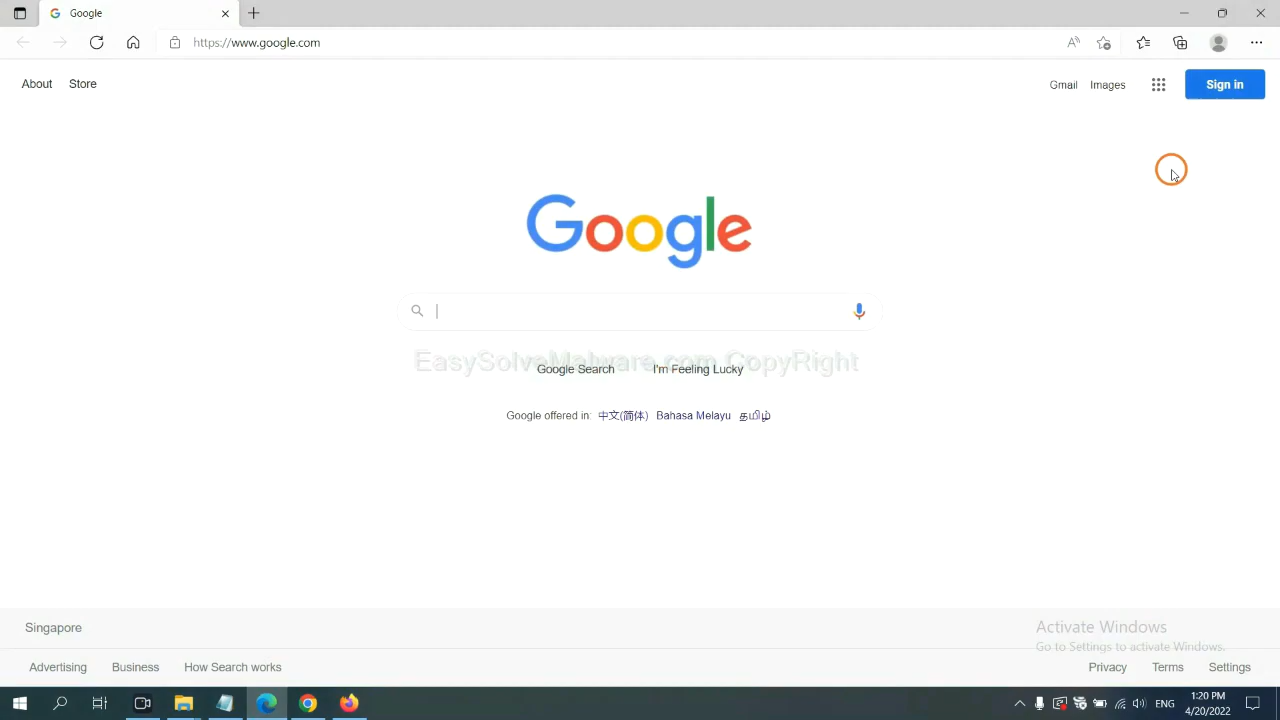 Google
https://www.google.com
About Store
Gmail Images Sign in
Google
EasySolveMalware.com CopyRight
Google Search I'm Feeling Lucky
Google offered in: 中文(简体) Bahasa Melayu தமிழ்
Singapore
Activate Windows
Go to Settings to activate Windows.
Advertising Business How Search works
Privacy Terms Settings
ENG
1:20 PM
4/20/2022